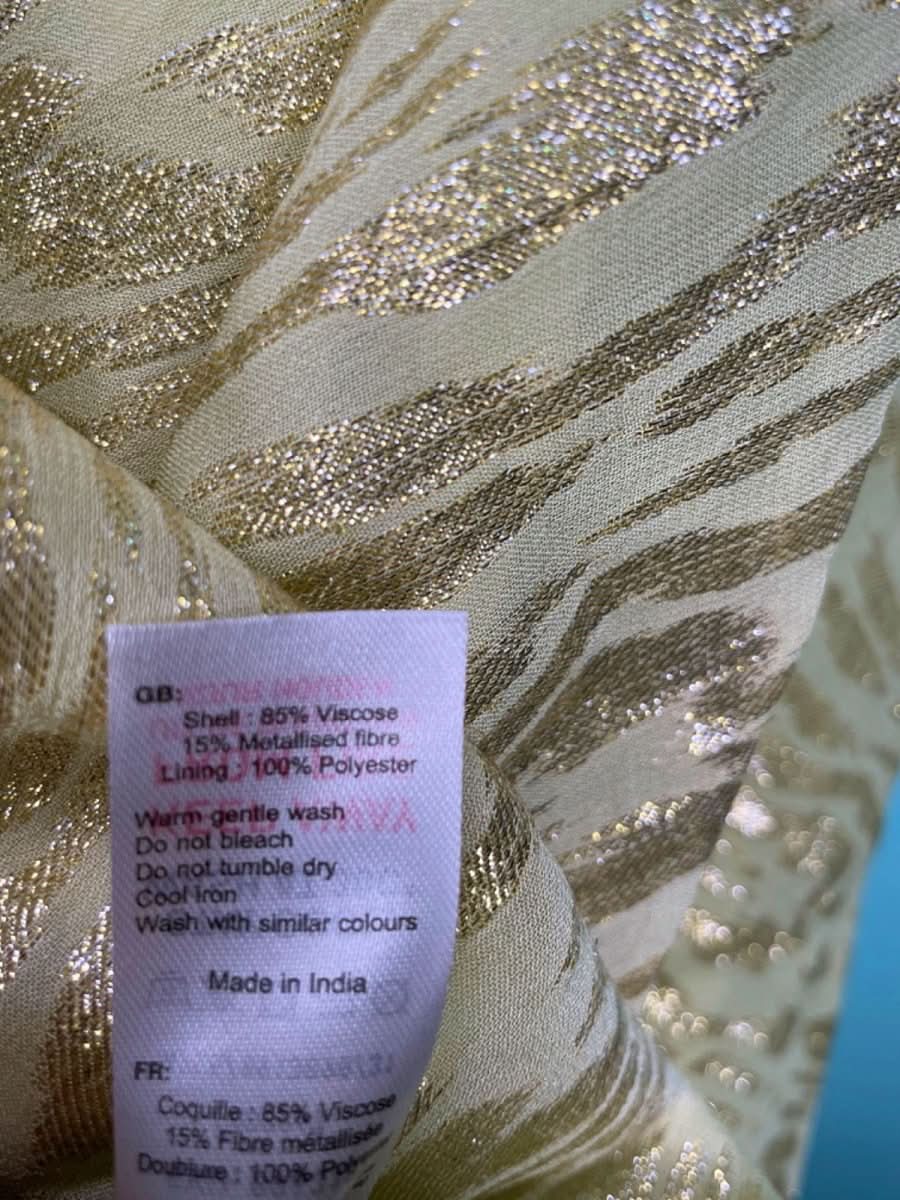 GB:
Shell : 85% Viscose
15% Metallised fibre
Lining : 100% Polyester
Warm gentle wash
Do not bleach
Do not tumble dry
Cool iron
Wash with similar colours
Made in India
FR:
Coquille : 85% Viscose
15% Fibre métallisée
Doublure : 100%